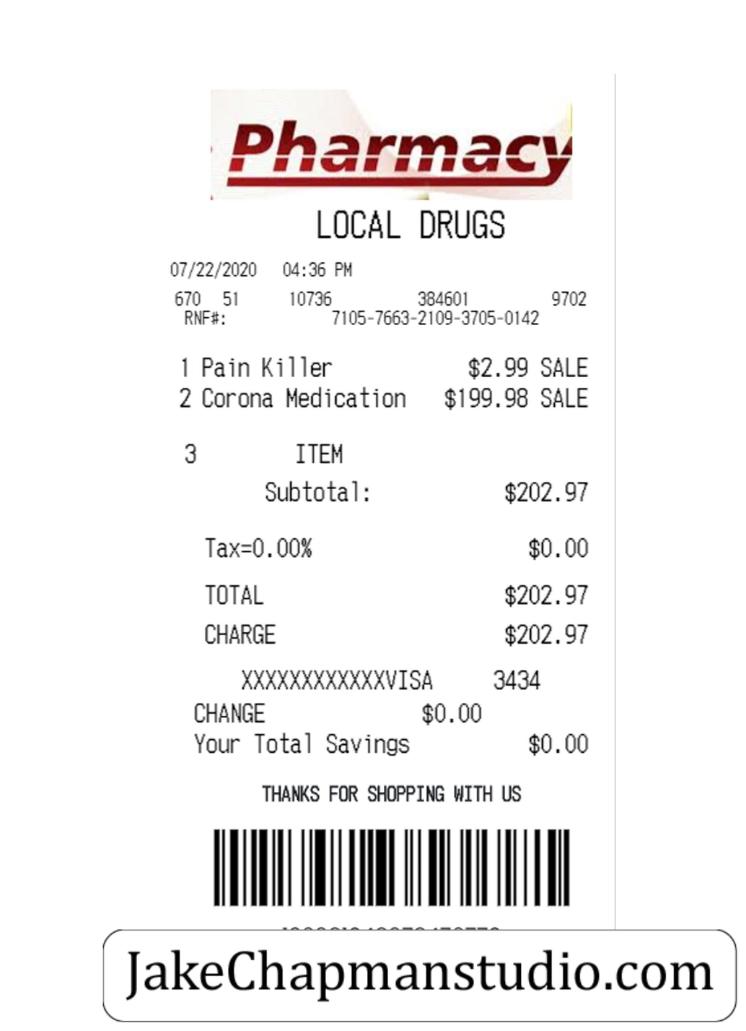 Pharmacy
LOCAL DRUGS
07/22/2020 04:36 PM
670 51 10736 384601 9702
RNF#: 7105-7663-2109-3705-0142
1 Pain Killer $2.99 SALE
2 Corona Medication $199.98 SALE
3 ITEM
Subtotal: $202.97
Tax=0.00% $0.00
TOTAL $202.97
CHARGE $202.97
XXXXXXXXXXXXVISA 3434
CHANGE $0.00
Your Total Savings $0.00
THANKS FOR SHOPPING WITH US
JakeChapmanstudio.com